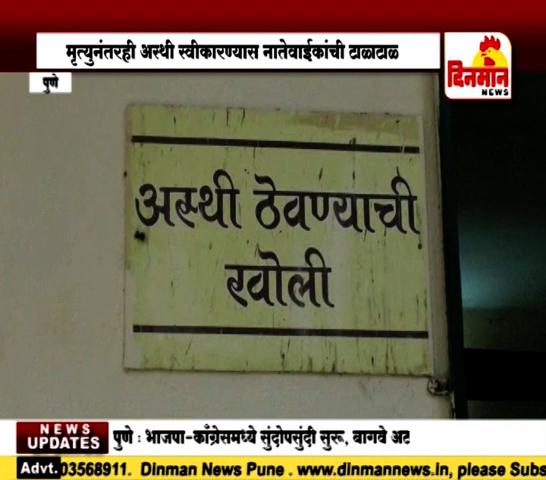 मृत्युनंतरही अस्थी स्वीकारण्यास नातेवाईकांची टाळाटाळ
दिनमान
NEWS
पुणे
अस्थी ठेवण्याची
खोली
NEWS
UPDATES
पुणे : भाजपा-काँग्रेसमध्ये सुंदोपसुंदी सुरू, बागवे अट
Advt.
03568911. Dinman News Pune . www.dinmannews.in, please Subs